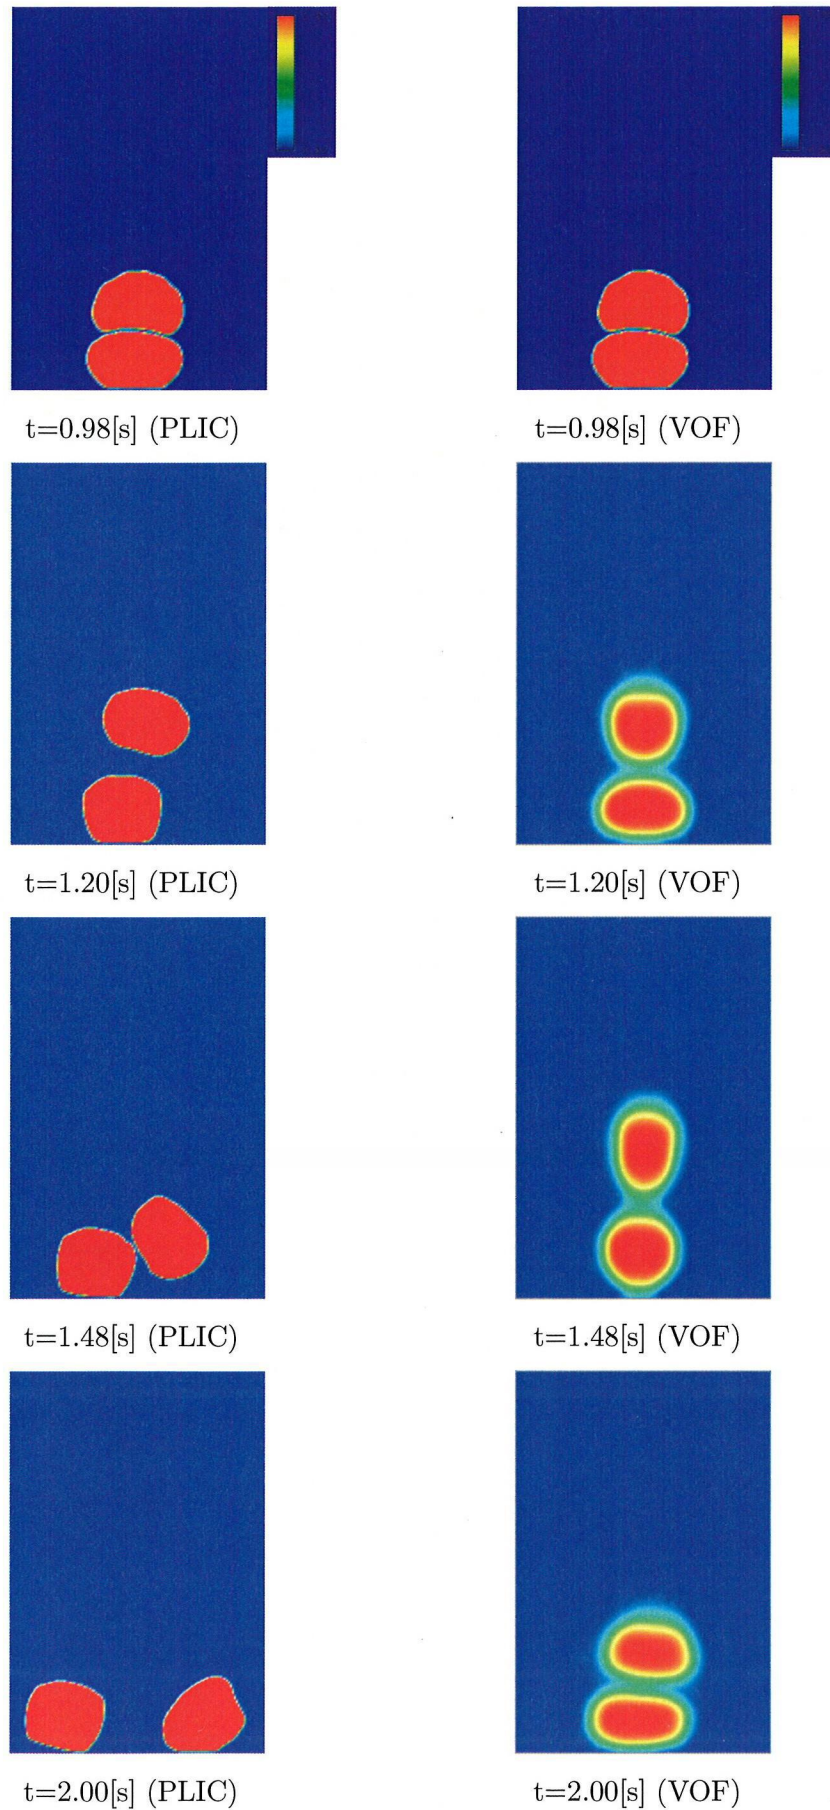 t=0.98[s] (PLIC)
t=0.98[s] (VOF)
t=1.20[s] (PLIC)
t=1.20[s] (VOF)
t=1.48[s] (PLIC)
t=1.48[s] (VOF)
t=2.00[s] (PLIC)
t=2.00[s] (VOF)